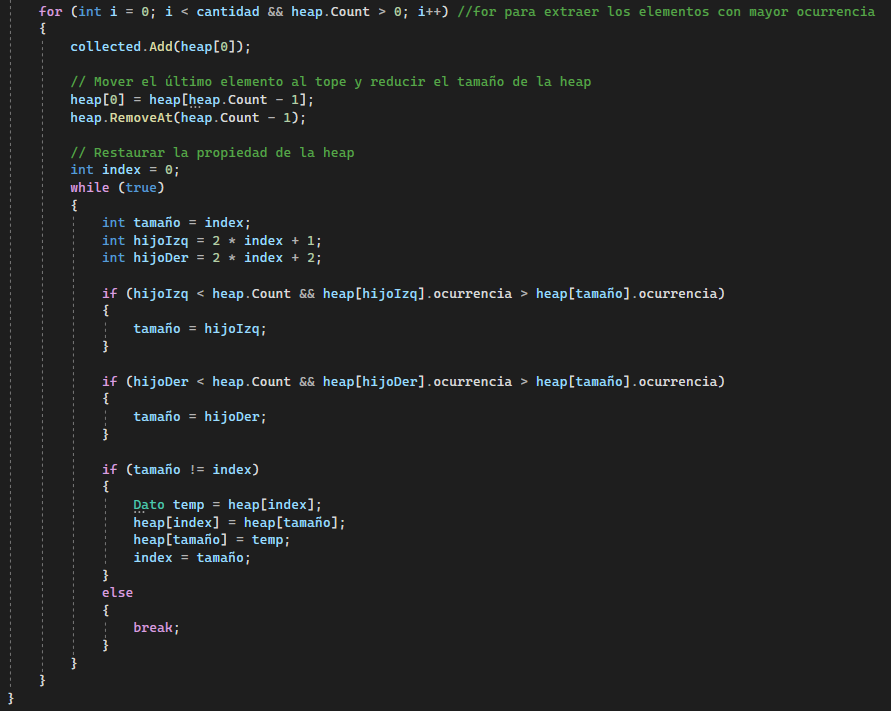 for (int i = 0; i < cantidad && heap.Count > 0; i++) //for para extraer los elementos con mayor ocurrencia
{
collected.Add(heap[0]);
// Mover el último elemento al tope y reducir el tamaño de la heap
heap[0] = heap[heap.Count - 1];
heap.RemoveAt(heap.Count - 1);
// Restaurar la propiedad de la heap
int index = 0;
while (true)
{
int tamaño = index;
int hijoIzq = 2 * index + 1;
int hijoDer = 2 * index + 2;
if (hijoIzq < heap.Count && heap[hijoIzq].ocurrencia > heap[tamaño].ocurrencia)
{
tamaño = hijoIzq;
}
if (hijoDer < heap.Count && heap[hijoDer].ocurrencia > heap[tamaño].ocurrencia)
{
tamaño = hijoDer;
}
if (tamaño != index)
{
Dato temp = heap[index];
heap[index] = heap[tamaño];
heap[tamaño] = temp;
index = tamaño;
}
else
{
break;
}
}
}
}